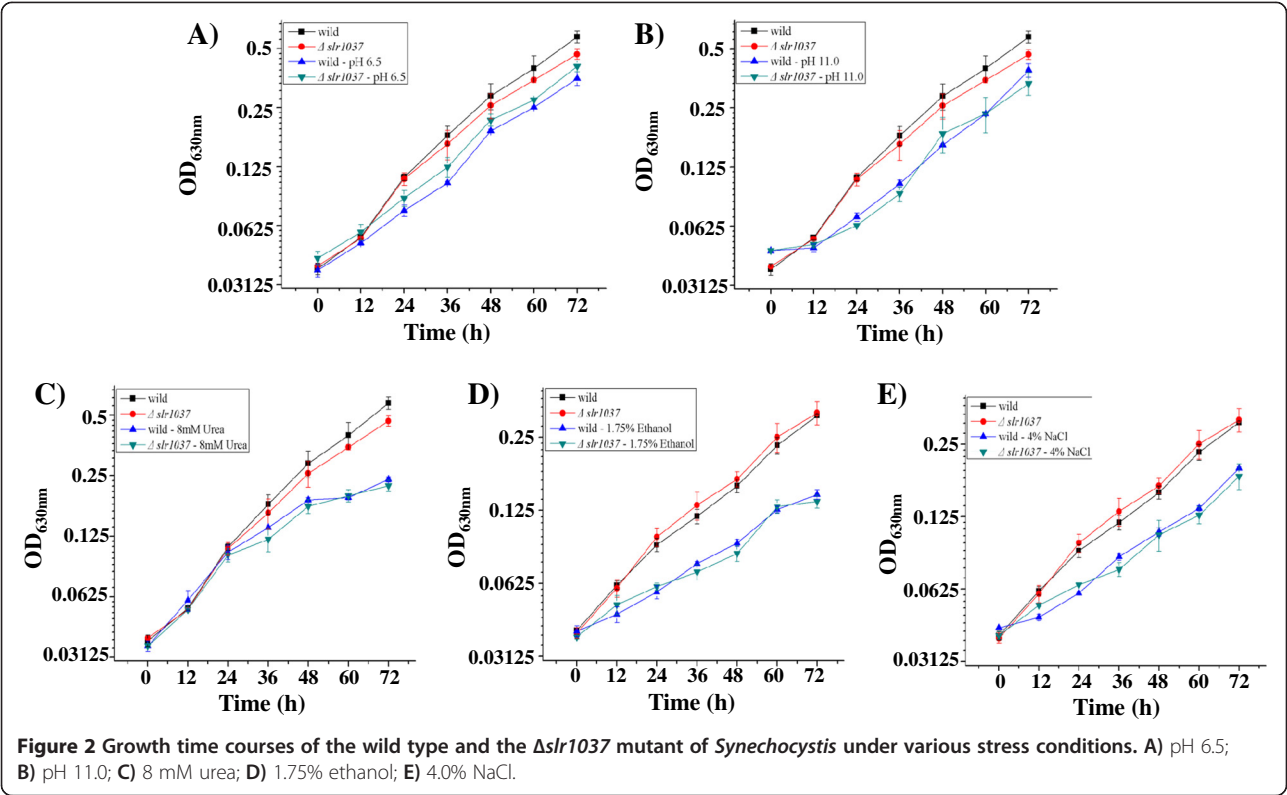 A)
wild
Δ slr1037
wild - pH 6.5
Δ slr1037 - pH 6.5
0.5
0.25
0.125
0.0625
0.03125
OD630nm
0 12 24 36 48 60 72
Time (h)
B)
wild
Δ slr1037
wild - pH 11.0
Δ slr1037 - pH 11.0
0.5
0.25
0.125
0.0625
0.03125
OD630nm
0 12 24 36 48 60 72
Time (h)
C)
wild
Δ slr1037
wild - 8mM Urea
Δ slr1037 - 8mM Urea
0.5
0.25
0.125
0.0625
0.03125
OD630nm
0 12 24 36 48 60 72
Time (h)
D)
wild
Δ slr1037
wild - 1.75% Ethanol
Δ slr1037 - 1.75% Ethanol
0.25
0.125
0.0625
0.03125
OD630nm
0 12 24 36 48 60 72
Time (h)
E)
wild
Δ slr1037
wild - 4% NaCl
Δ slr1037 - 4% NaCl
0.25
0.125
0.0625
0.03125
OD630nm
0 12 24 36 48 60 72
Time (h)
Figure 2 Growth time courses of the wild type and the Δslr1037 mutant of Synechocystis under various stress conditions. A) pH 6.5;
B) pH 11.0; C) 8 mM urea; D) 1.75% ethanol; E) 4.0% NaCl.